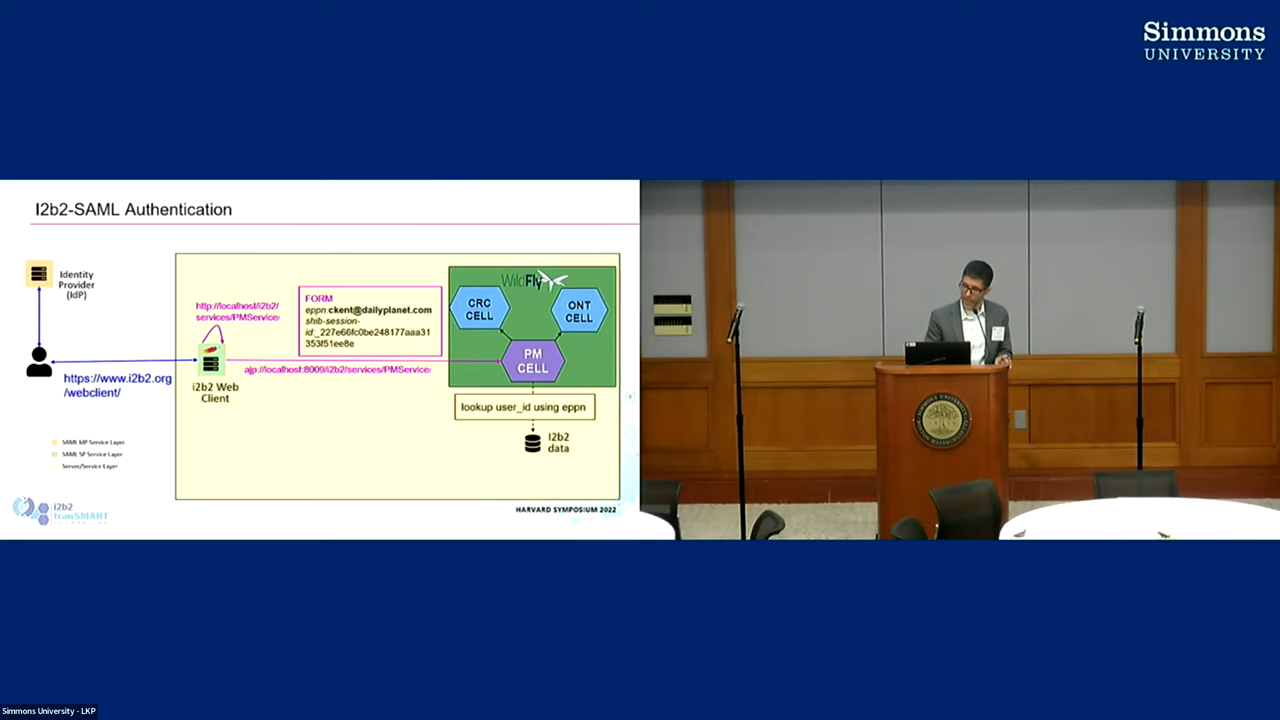 Simmons
UNIVERSITY
I2b2-SAML Authentication
Identity
Provider
(IdP)
http://localhost/i2b2/
services/PMService
FORM
eppn:ckent@dailyplanet.com
shib-session-
id:_227e66fc0be248177aaa31
353f51ee8e
WildFly
CRC
CELL
ONT
CELL
PM
CELL
https://www.i2b2.org
/webclient/
ajp://localhost:8009/i2b2/services/PMService
i2b2 Web
Client
lookup user_id using eppn
I2b2
data
SAML IdP Service Layer
SAML SP Service Layer
Server/Service Layer
i2b2
tranSMART
HARVARD SYMPOSIUM 2022
Simmons University - LKP